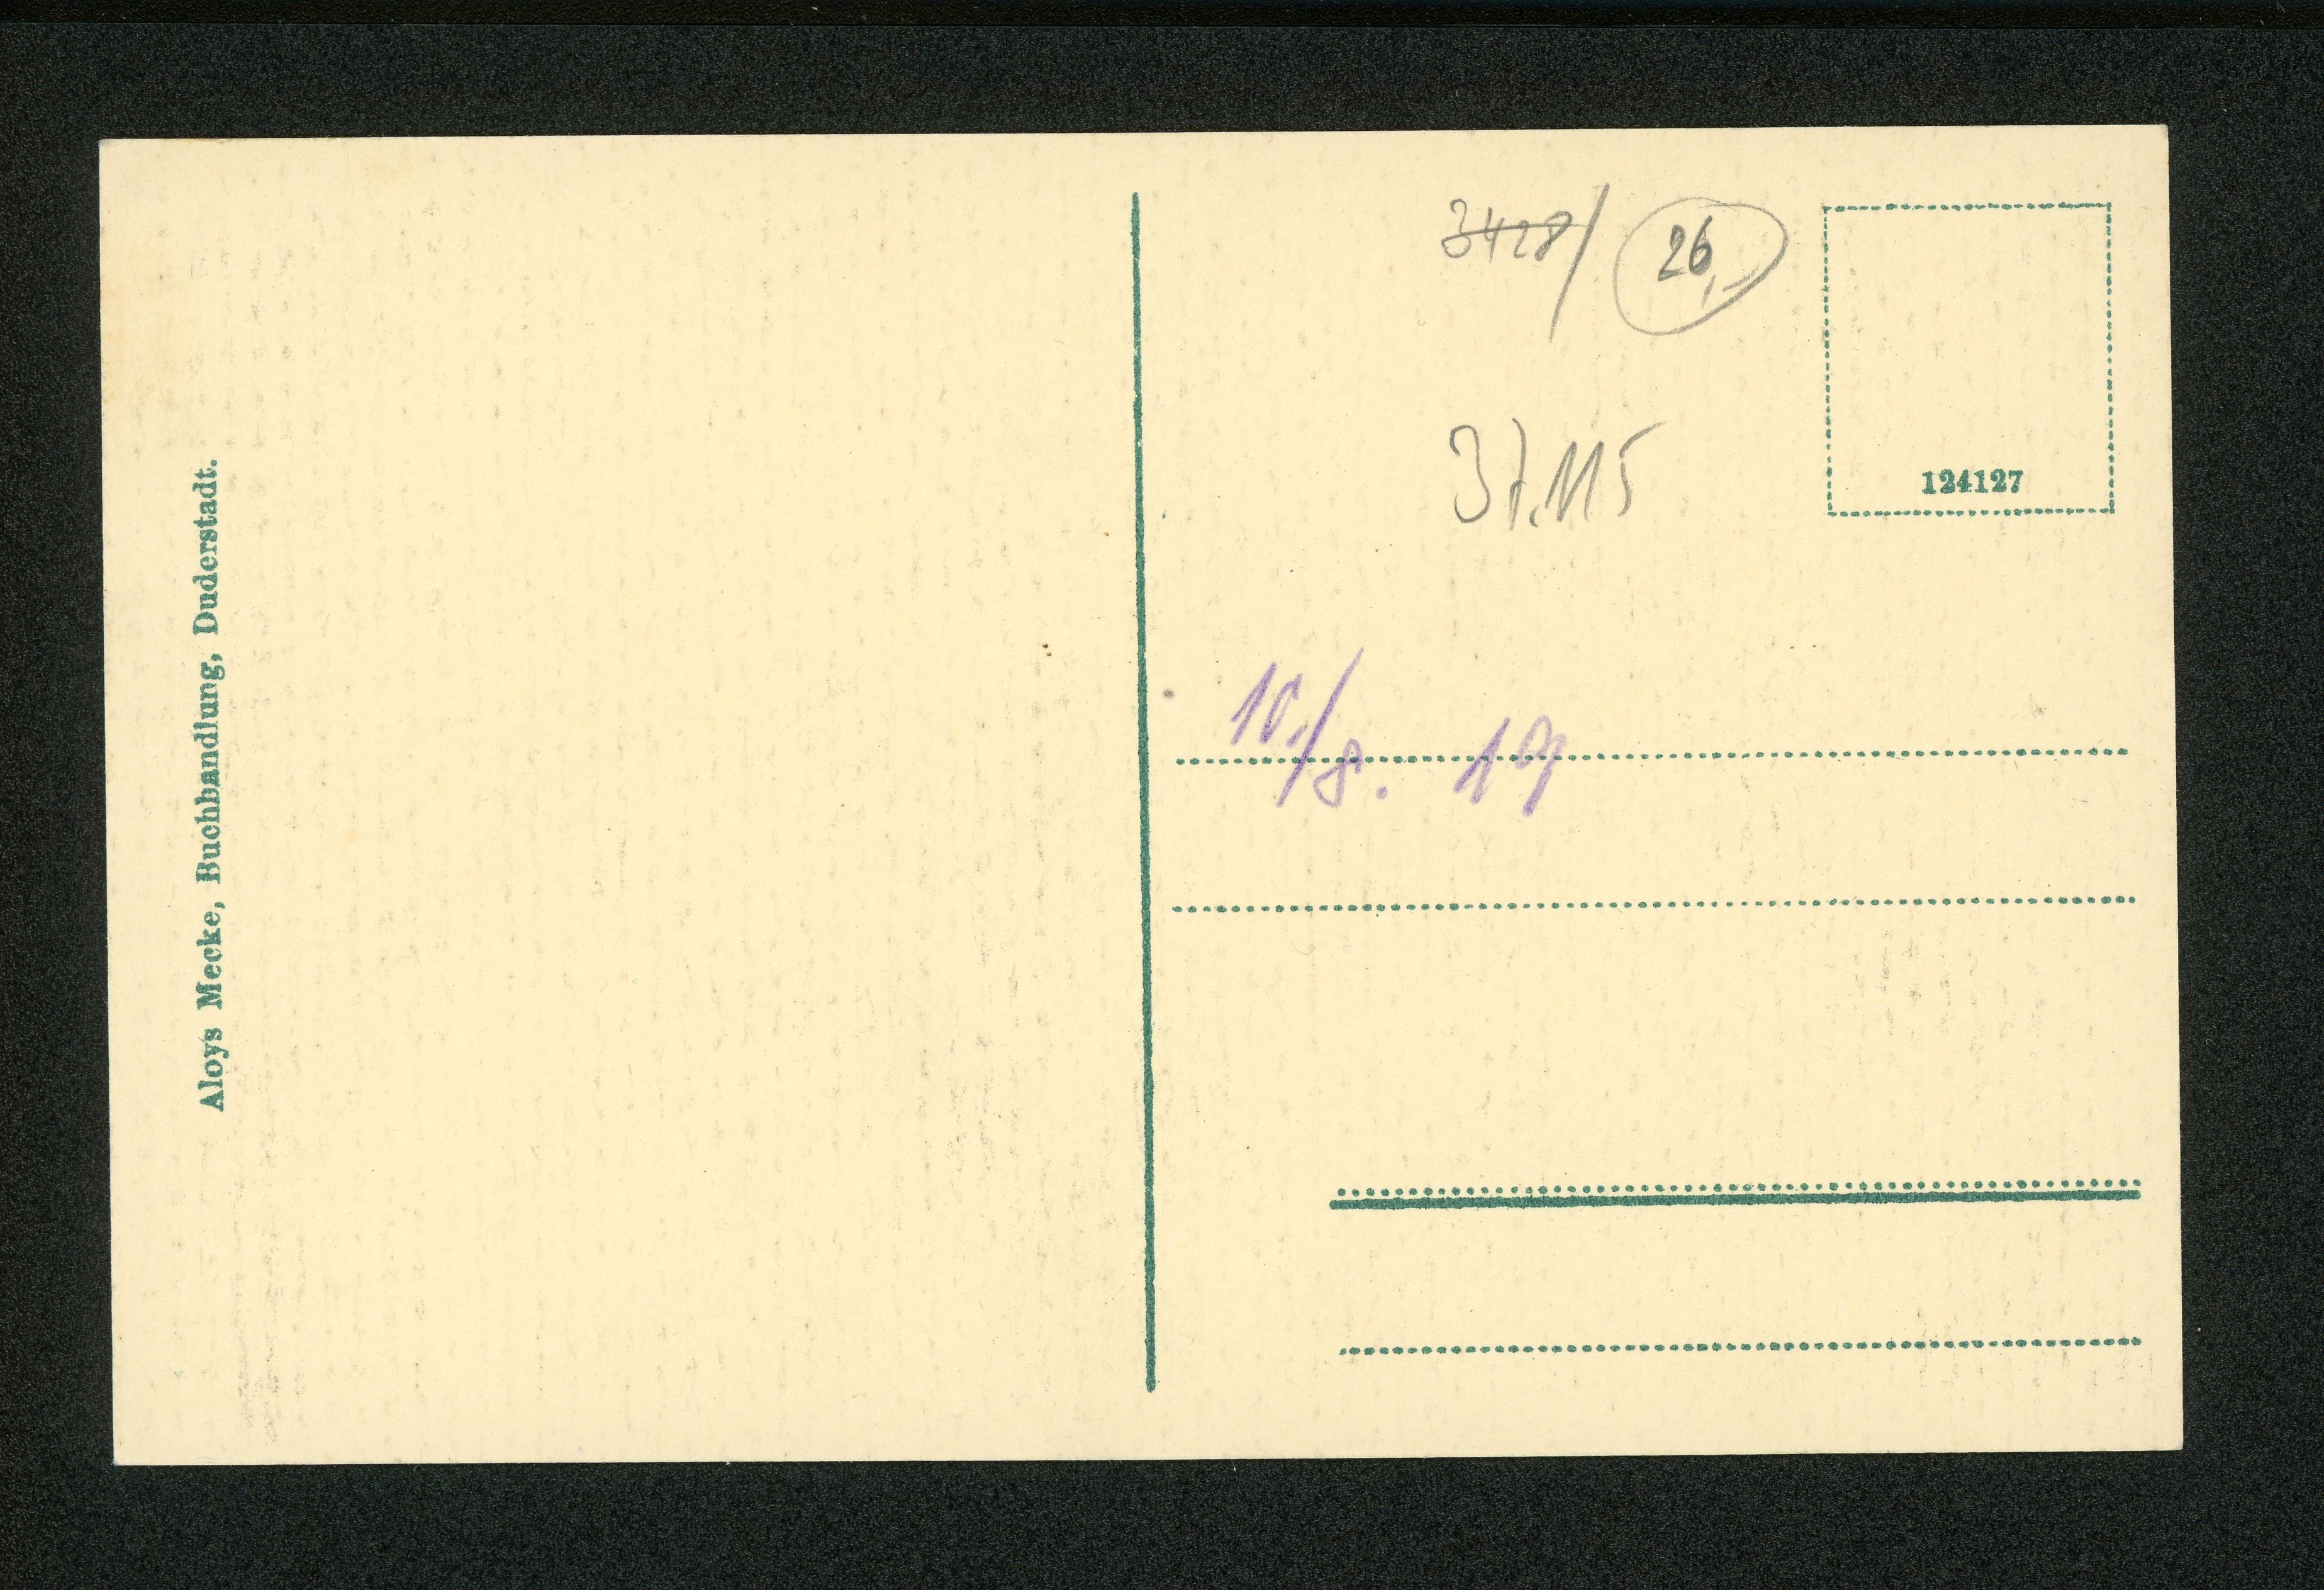 Aloys Mecke, Buchhandlung, Duderstadt.
3428/ 26,-
37.115
124127
10./8. 19